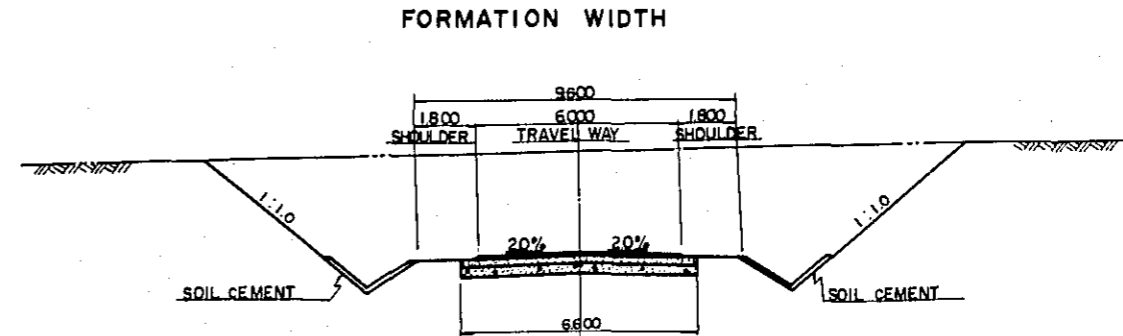 FORMATION WIDTH
9.600
1.800 6.000 1.800
SHOULDER TRAVEL WAY SHOULDER
1:1.0 1:1.0
2.0% 2.0%
SOIL CEMENT SOIL CEMENT
6.600